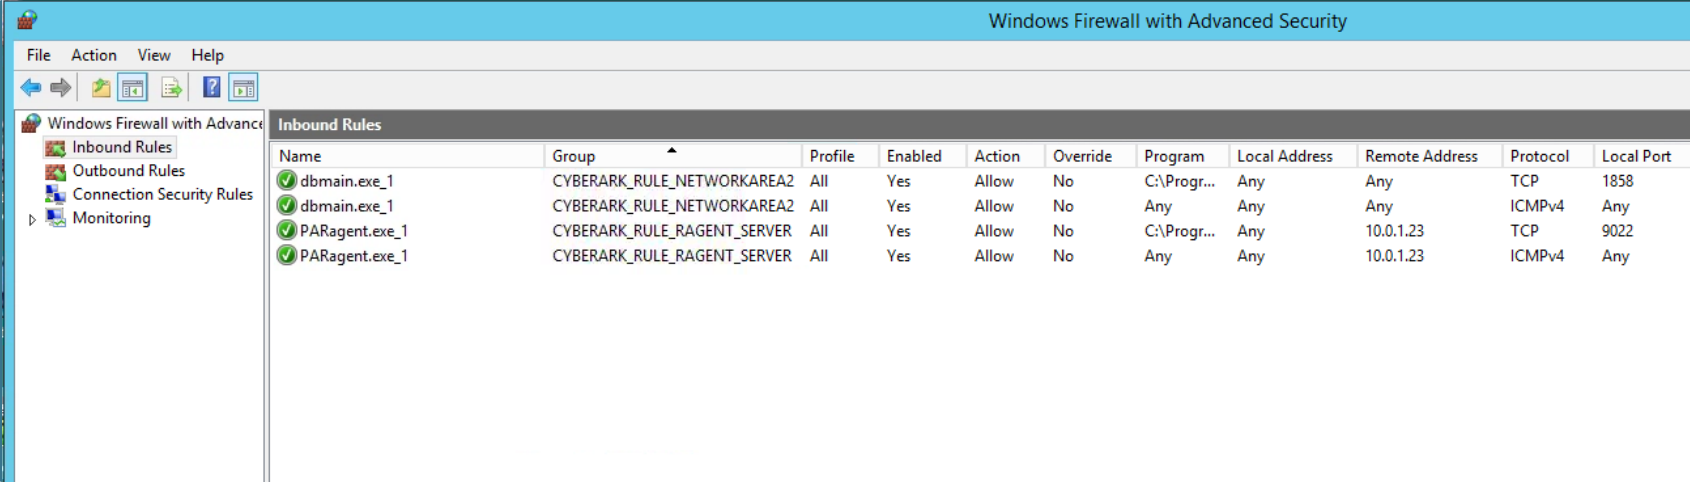 Windows Firewall with Advanced Security
File Action View Help
Windows Firewall with Advance
Inbound Rules
Outbound Rules
Connection Security Rules
Monitoring
Inbound Rules
Name Group Profile Enabled Action Override Program Local Address Remote Address Protocol Local Port
dbmain.exe_1 CYBERARK_RULE_NETWORKAREA2 All Yes Allow No C:\Progr... Any Any TCP 1858
dbmain.exe_1 CYBERARK_RULE_NETWORKAREA2 All Yes Allow No Any Any Any ICMPv4 Any
PARagent.exe_1 CYBERARK_RULE_RAGENT_SERVER All Yes Allow No C:\Progr... Any 10.0.1.23 TCP 9022
PARagent.exe_1 CYBERARK_RULE_RAGENT_SERVER All Yes Allow No Any Any 10.0.1.23 ICMPv4 Any